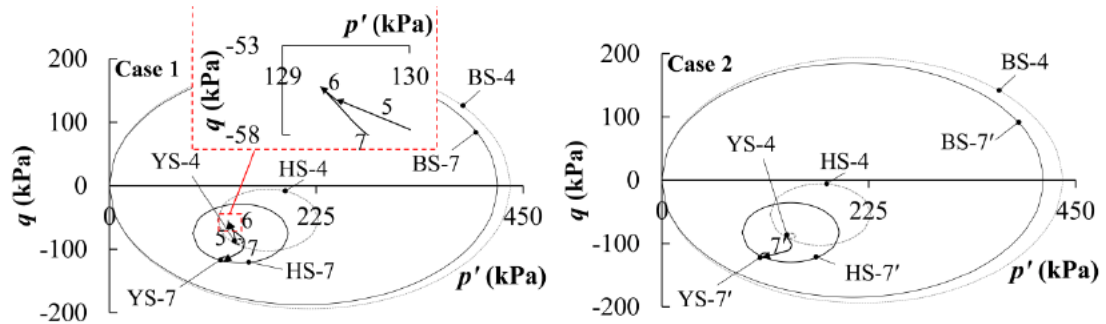 Case 1
q (kPa)
200
100
0
-100
-200
0
225
450
p' (kPa)
p' (kPa)
q (kPa)
-53
-58
129
130
6
5
7
YS-4
HS-4
BS-4
BS-7
6
5
7
YS-7
HS-7
Case 2
q (kPa)
200
100
0
-100
-200
0
225
450
p' (kPa)
BS-4
BS-7′
YS-4
HS-4
7′
YS-7′
HS-7′